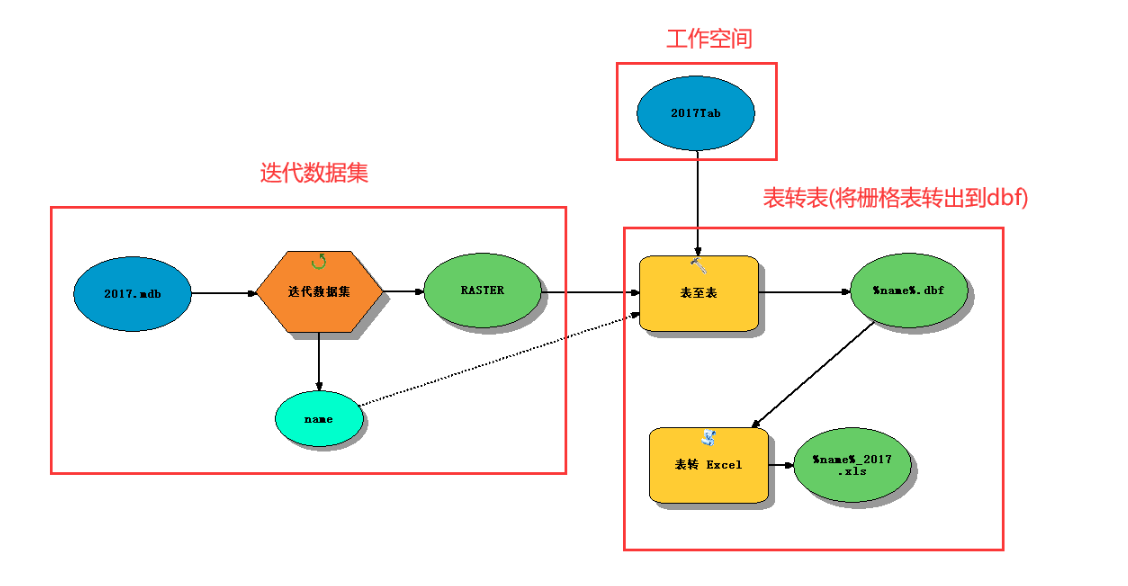 工作空间
2017Tab
迭代数据集
表转表(将栅格表转出到dbf)
2017.mdb
迭代数据集
RASTER
表至表
%name%.dbf
name
表转 Excel
%name%_2017
.xls